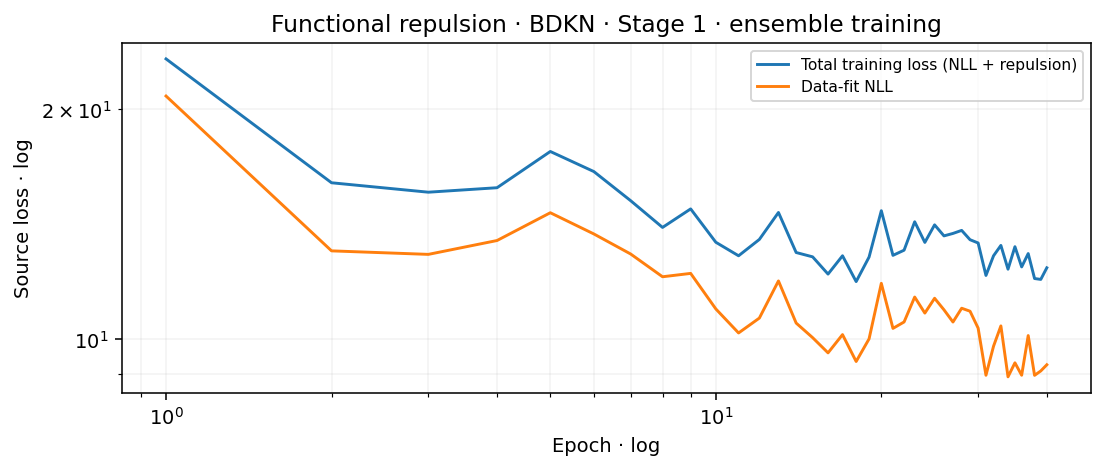 Functional repulsion · BDKN · Stage 1 · ensemble training
Total training loss (NLL + repulsion)
Data-fit NLL
Source loss · log
2 × 10¹
10¹
10⁰
10¹
Epoch · log